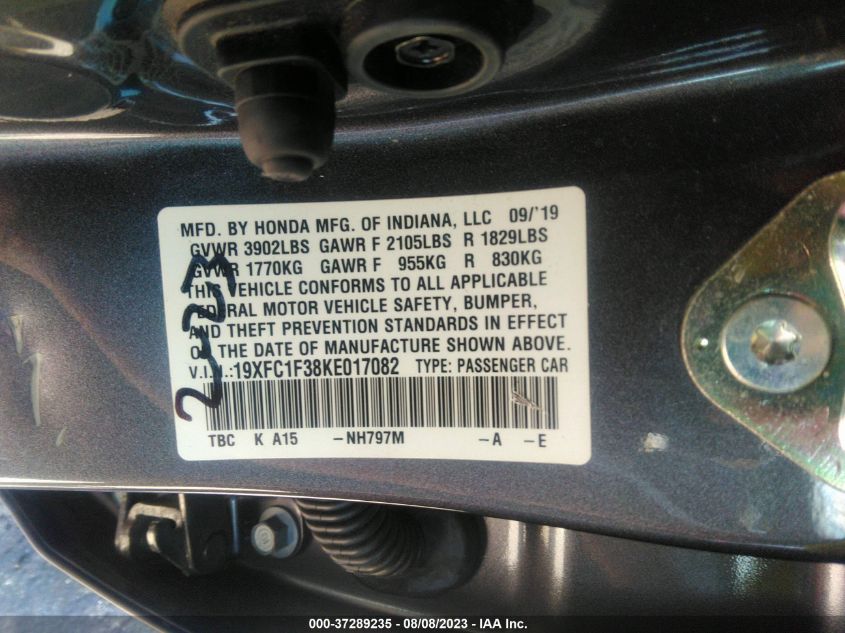 MFD. BY HONDA MFG. OF INDIANA, LLC 09/'19
GVWR 3902LBS GAWR F 2105LBS R 1829LBS
GVWR 1770KG GAWR F 955KG R 830KG
THIS VEHICLE CONFORMS TO ALL APPLICABLE
FEDERAL MOTOR VEHICLE SAFETY, BUMPER,
AND THEFT PREVENTION STANDARDS IN EFFECT
ON THE DATE OF MANUFACTURE SHOWN ABOVE.
V.I.N.:19XFC1F38KE017082 TYPE: PASSENGER CAR
TBC K A15 -NH797M -A -E
000-37289235 - 08/08/2023 - IAA Inc.